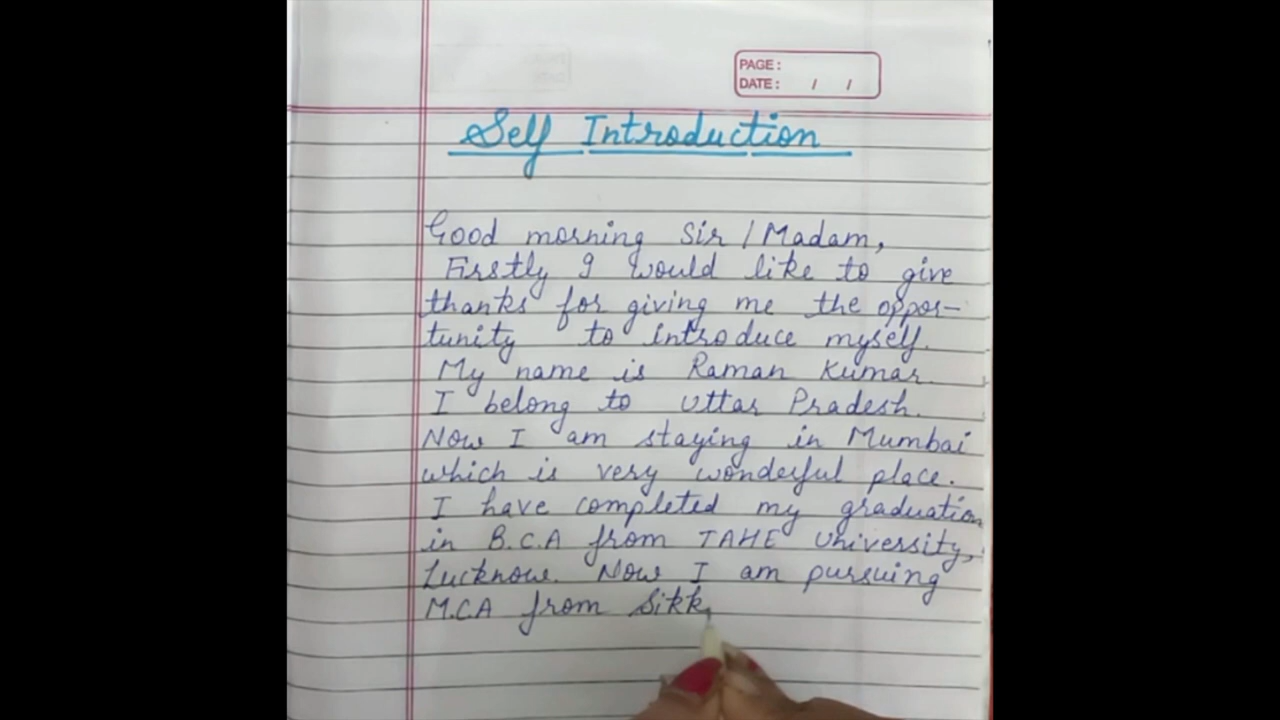 PAGE :
DATE : / /
Self Introduction
Good morning Sir / Madam,
Firstly I would like to give
thanks for giving me the oppor-
tunity to introduce myself.
My name is Raman Kumar.
I belong to Uttar Pradesh.
Now I am staying in Mumbai
which is very wonderful place.
I have completed my graduation
in B.C.A from TAHE University,
Lucknow. Now I am pursuing
M.C.A from Sikk